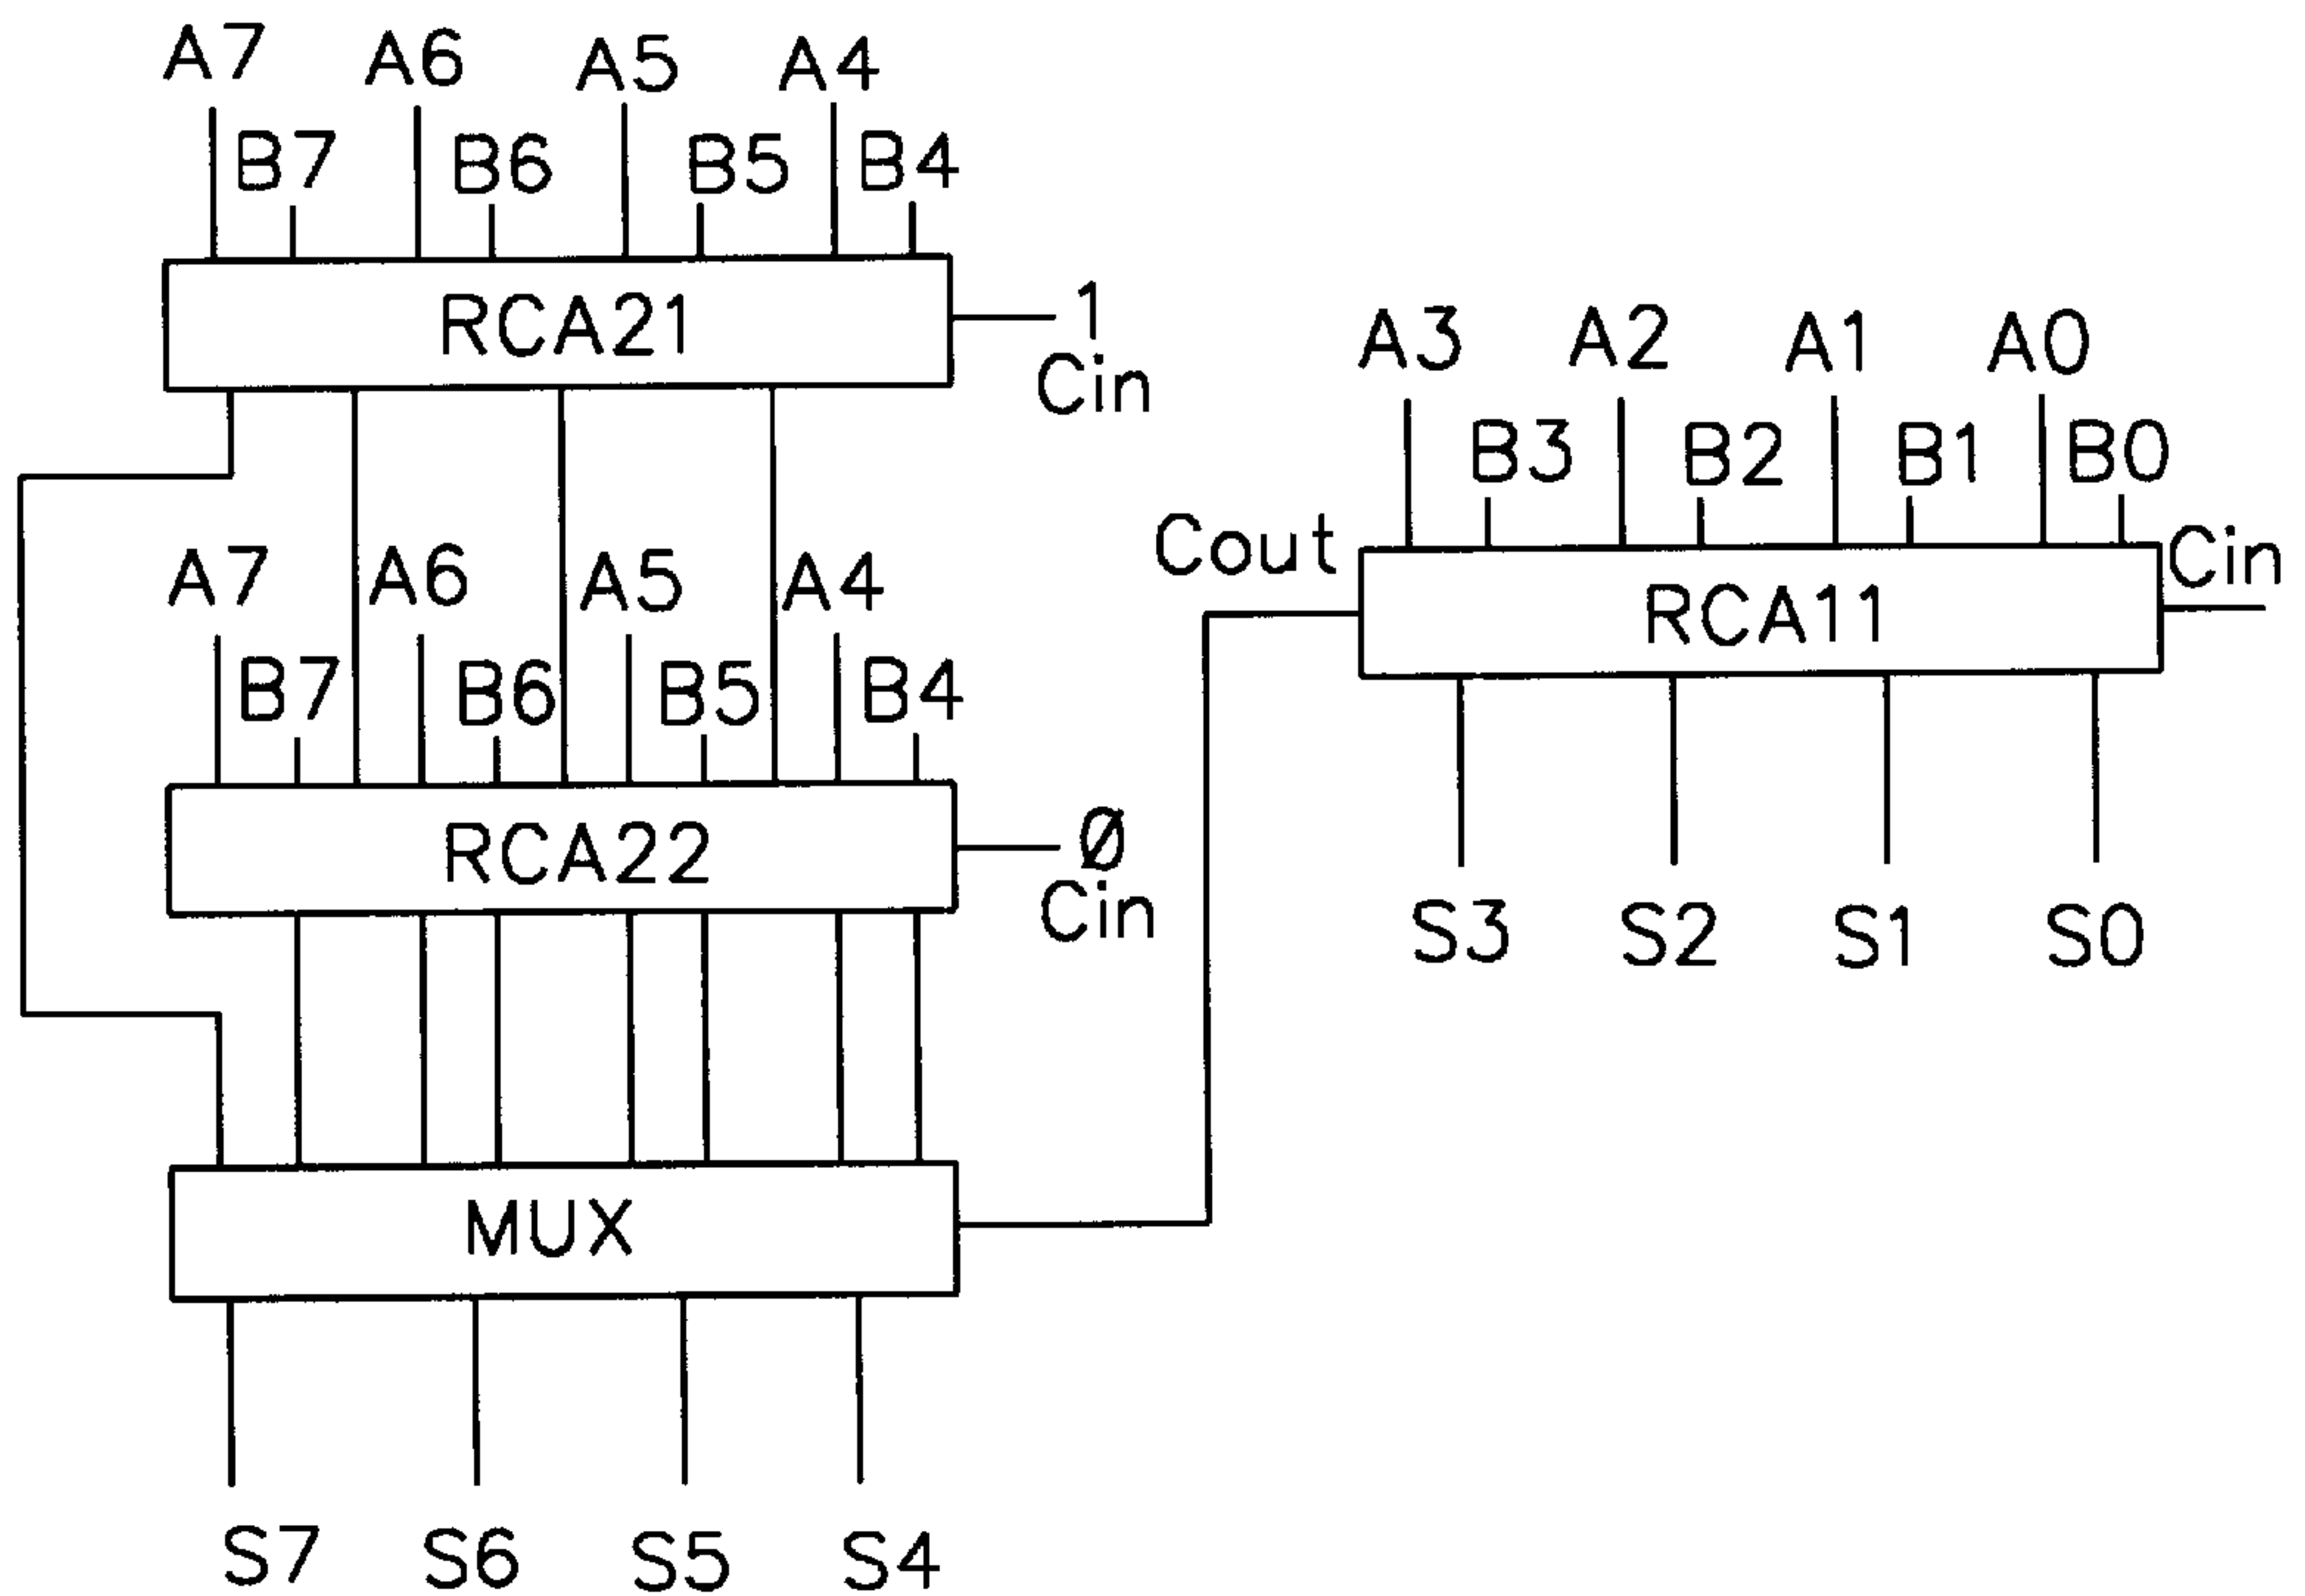 A7 A6 A5 A4
B7 B6 B5 B4
RCA21
1
Cin
A3 A2 A1 A0
B3 B2 B1 B0
Cout
Cin
RCA11
A7 A6 A5 A4
B7 B6 B5 B4
RCA22
Ø
Cin
S3 S2 S1 S0
MUX
S7 S6 S5 S4